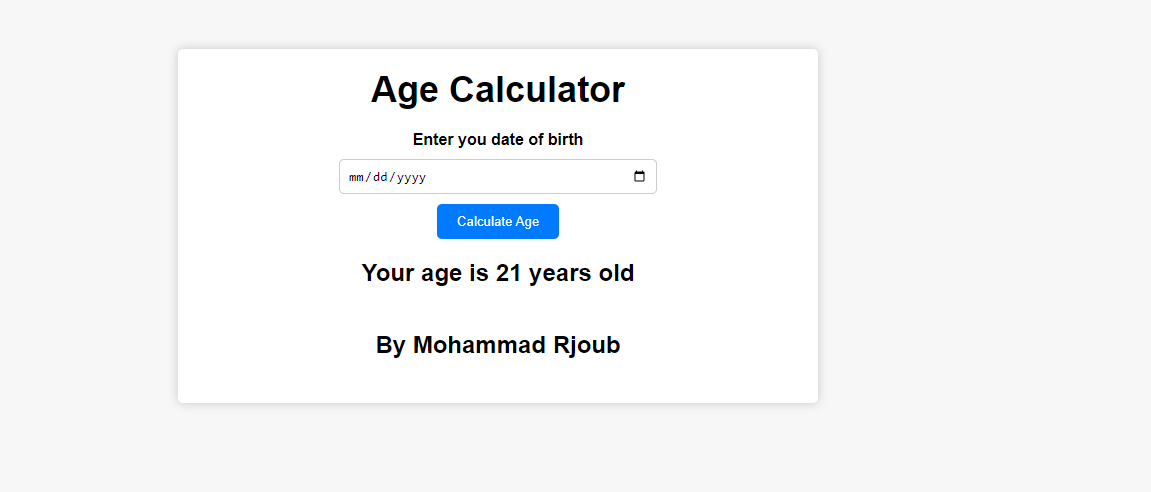 Age Calculator
Enter you date of birth
mm/dd/yyyy
Calculate Age
Your age is 21 years old
By Mohammad Rjoub